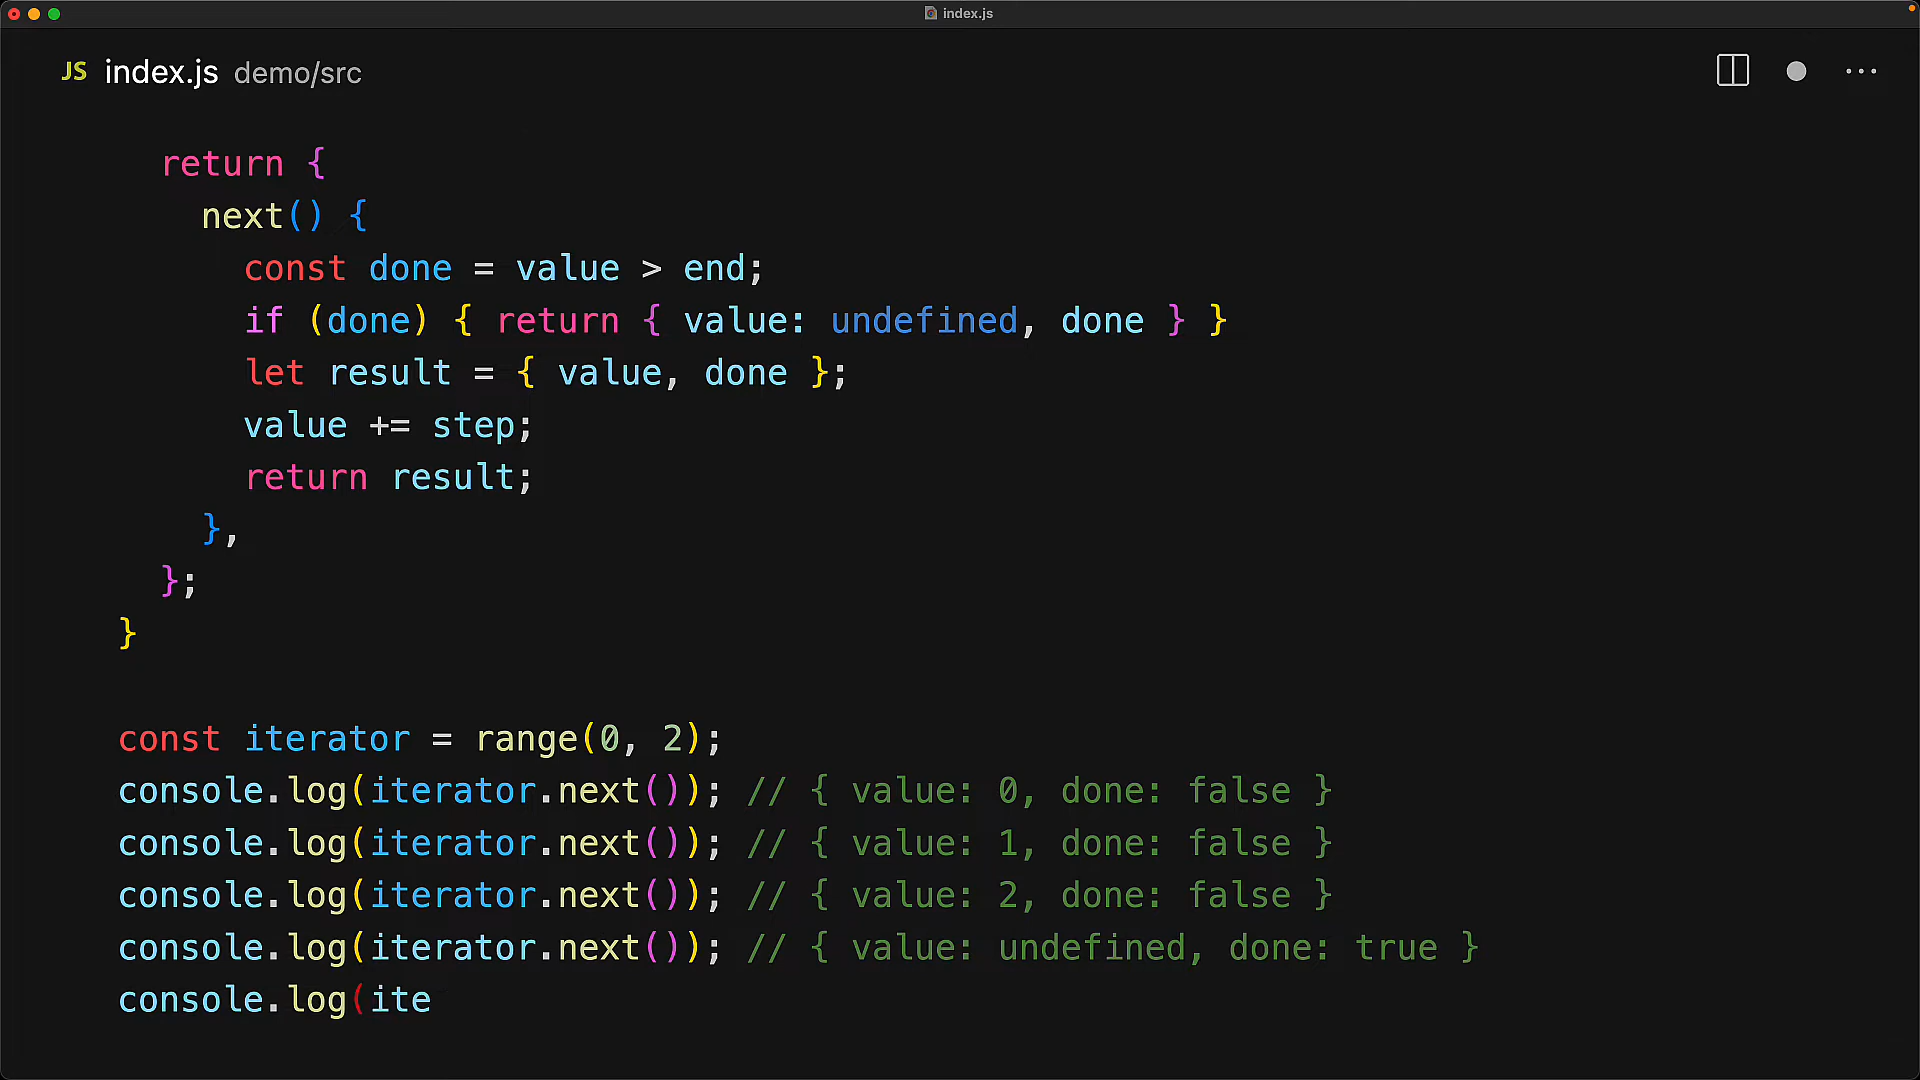 index.js
JS index.js demo/src
return {
next() {
const done = value > end;
if (done) { return { value: undefined, done } }
let result = { value, done };
value += step;
return result;
},
};
}
const iterator = range(0, 2);
console.log(iterator.next()); // { value: 0, done: false }
console.log(iterator.next()); // { value: 1, done: false }
console.log(iterator.next()); // { value: 2, done: false }
console.log(iterator.next()); // { value: undefined, done: true }
console.log(ite